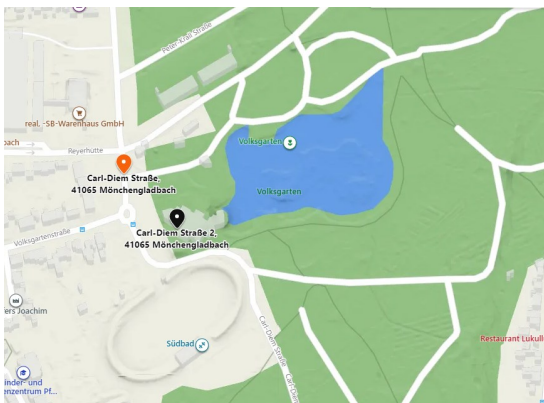 Peter-Krall Straße
real, -SB-Warenhaus GmbH
bach
Reyerhütte
Volksgarten
Carl-Diem Straße,
41065 Mönchengladbach
Volksgarten
Carl-Diem Straße 2,
41065 Mönchengladbach
Volksgartenstraße
ers Joachim
Südbad
Carl-Diem Straße
Restaurant Lukull
inder- und
enzentrum Pf...